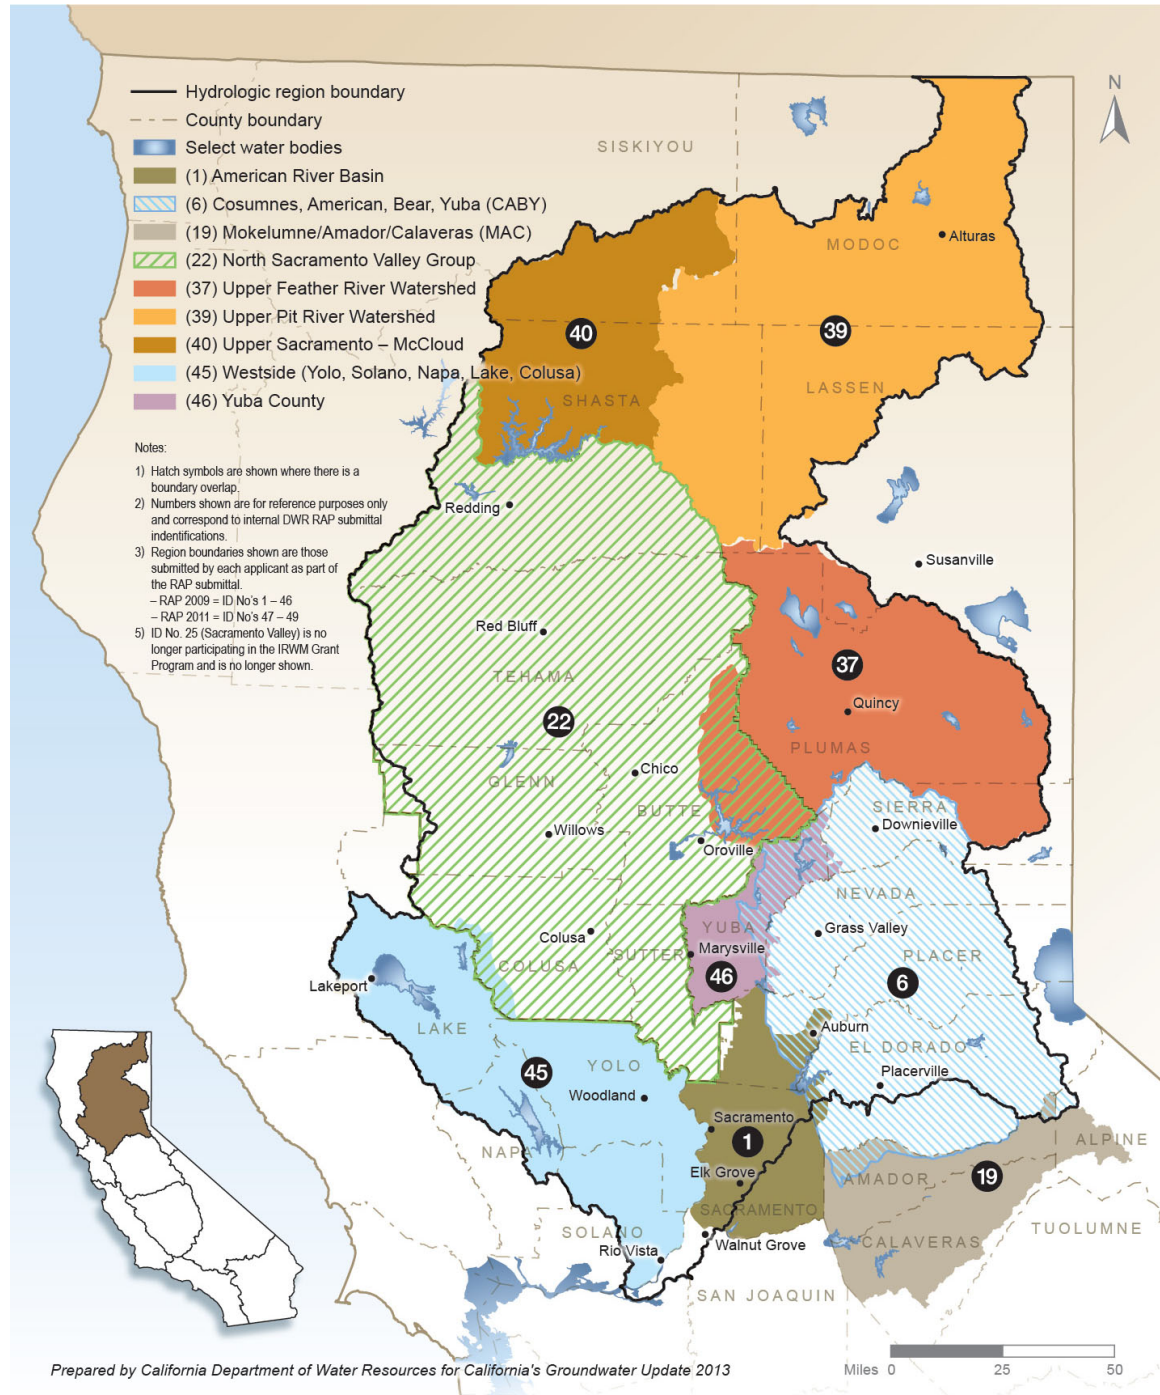 Hydrologic region boundary
County boundary
Select water bodies
(1) American River Basin
(6) Cosumnes, American, Bear, Yuba (CABY)
(19) Mokelumne/Amador/Calaveras (MAC)
(22) North Sacramento Valley Group
(37) Upper Feather River Watershed
(39) Upper Pit River Watershed
(40) Upper Sacramento – McCloud
(45) Westside (Yolo, Solano, Napa, Lake, Colusa)
(46) Yuba County
Notes:
1) Hatch symbols are shown where there is a
boundary overlap.
2) Numbers shown are for reference purposes only
and correspond to internal DWR RAP submittal
indentifications.
3) Region boundaries shown are those
submitted by each applicant as part of
the RAP submittal.
– RAP 2009 = ID No's 1 – 46
– RAP 2011 = ID No's 47 – 49
5) ID No. 25 (Sacramento Valley) is no
longer participating in the IRWM Grant
Program and is no longer shown.
N
SISKIYOU
MODOC
Alturas
40
39
LASSEN
SHASTA
Redding
Susanville
Red Bluff
TEHAMA
37
Quincy
22
PLUMAS
Chico
GLENN
BUTTE
SIERRA
Downieville
Willows
Oroville
NEVADA
YUBA
Grass Valley
Colusa
SUTTER
Marysville
PLACER
COLUSA
46
6
Lakeport
LAKE
Auburn
EL DORADO
YOLO
45
Placerville
Woodland
Sacramento
1
ALPINE
NAPA
Elk Grove
AMADOR
19
SACRAMENTO
TUOLUMNE
SOLANO
Walnut Grove
CALAVERAS
Rio Vista
SAN JOAQUIN
Prepared by California Department of Water Resources for California's Groundwater Update 2013
Miles 0 25 50